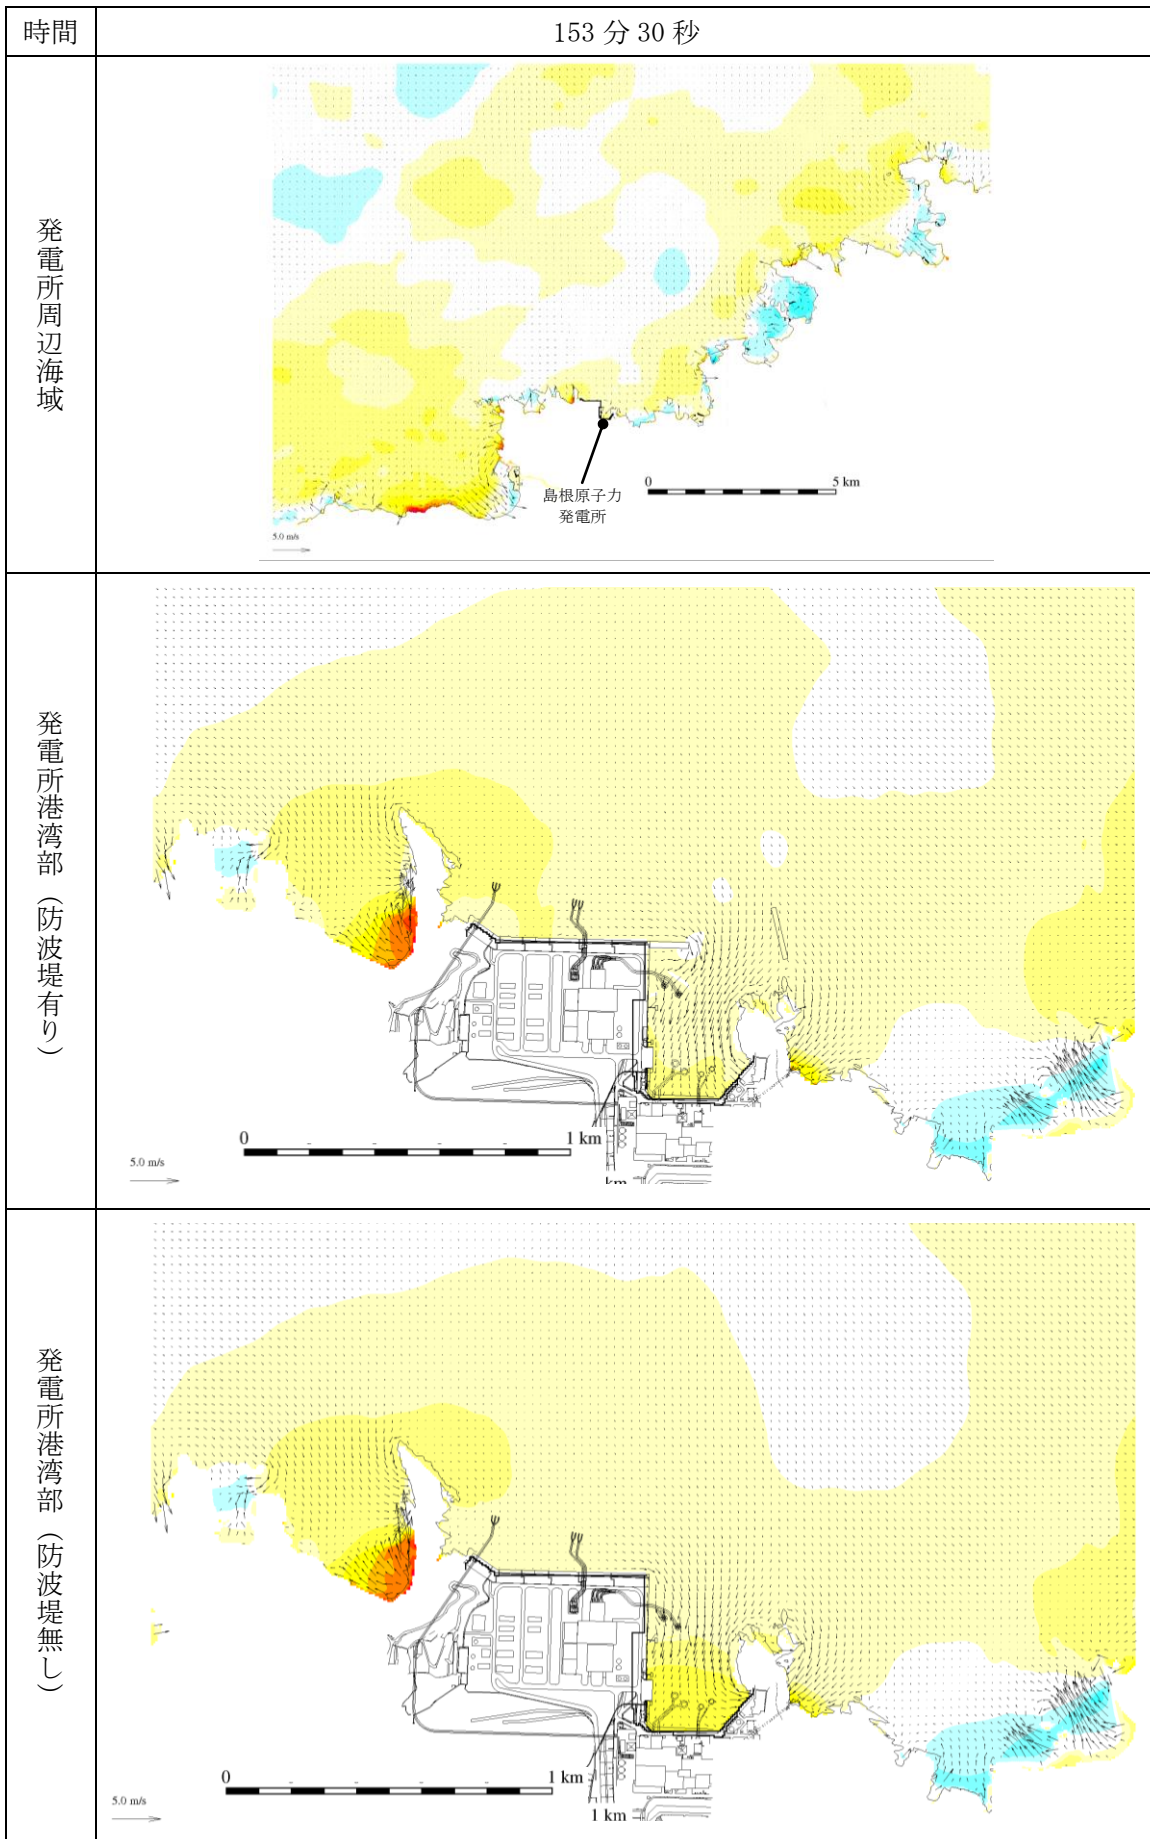 時間
153 分 30 秒
発電所周辺海域
島根原子力
発電所
0
5 km
5.0 m/s
発電所港湾部（防波堤有り）
0
1 km
5.0 m/s
km
発電所港湾部（防波堤無し）
0
1 km
5.0 m/s
1 km